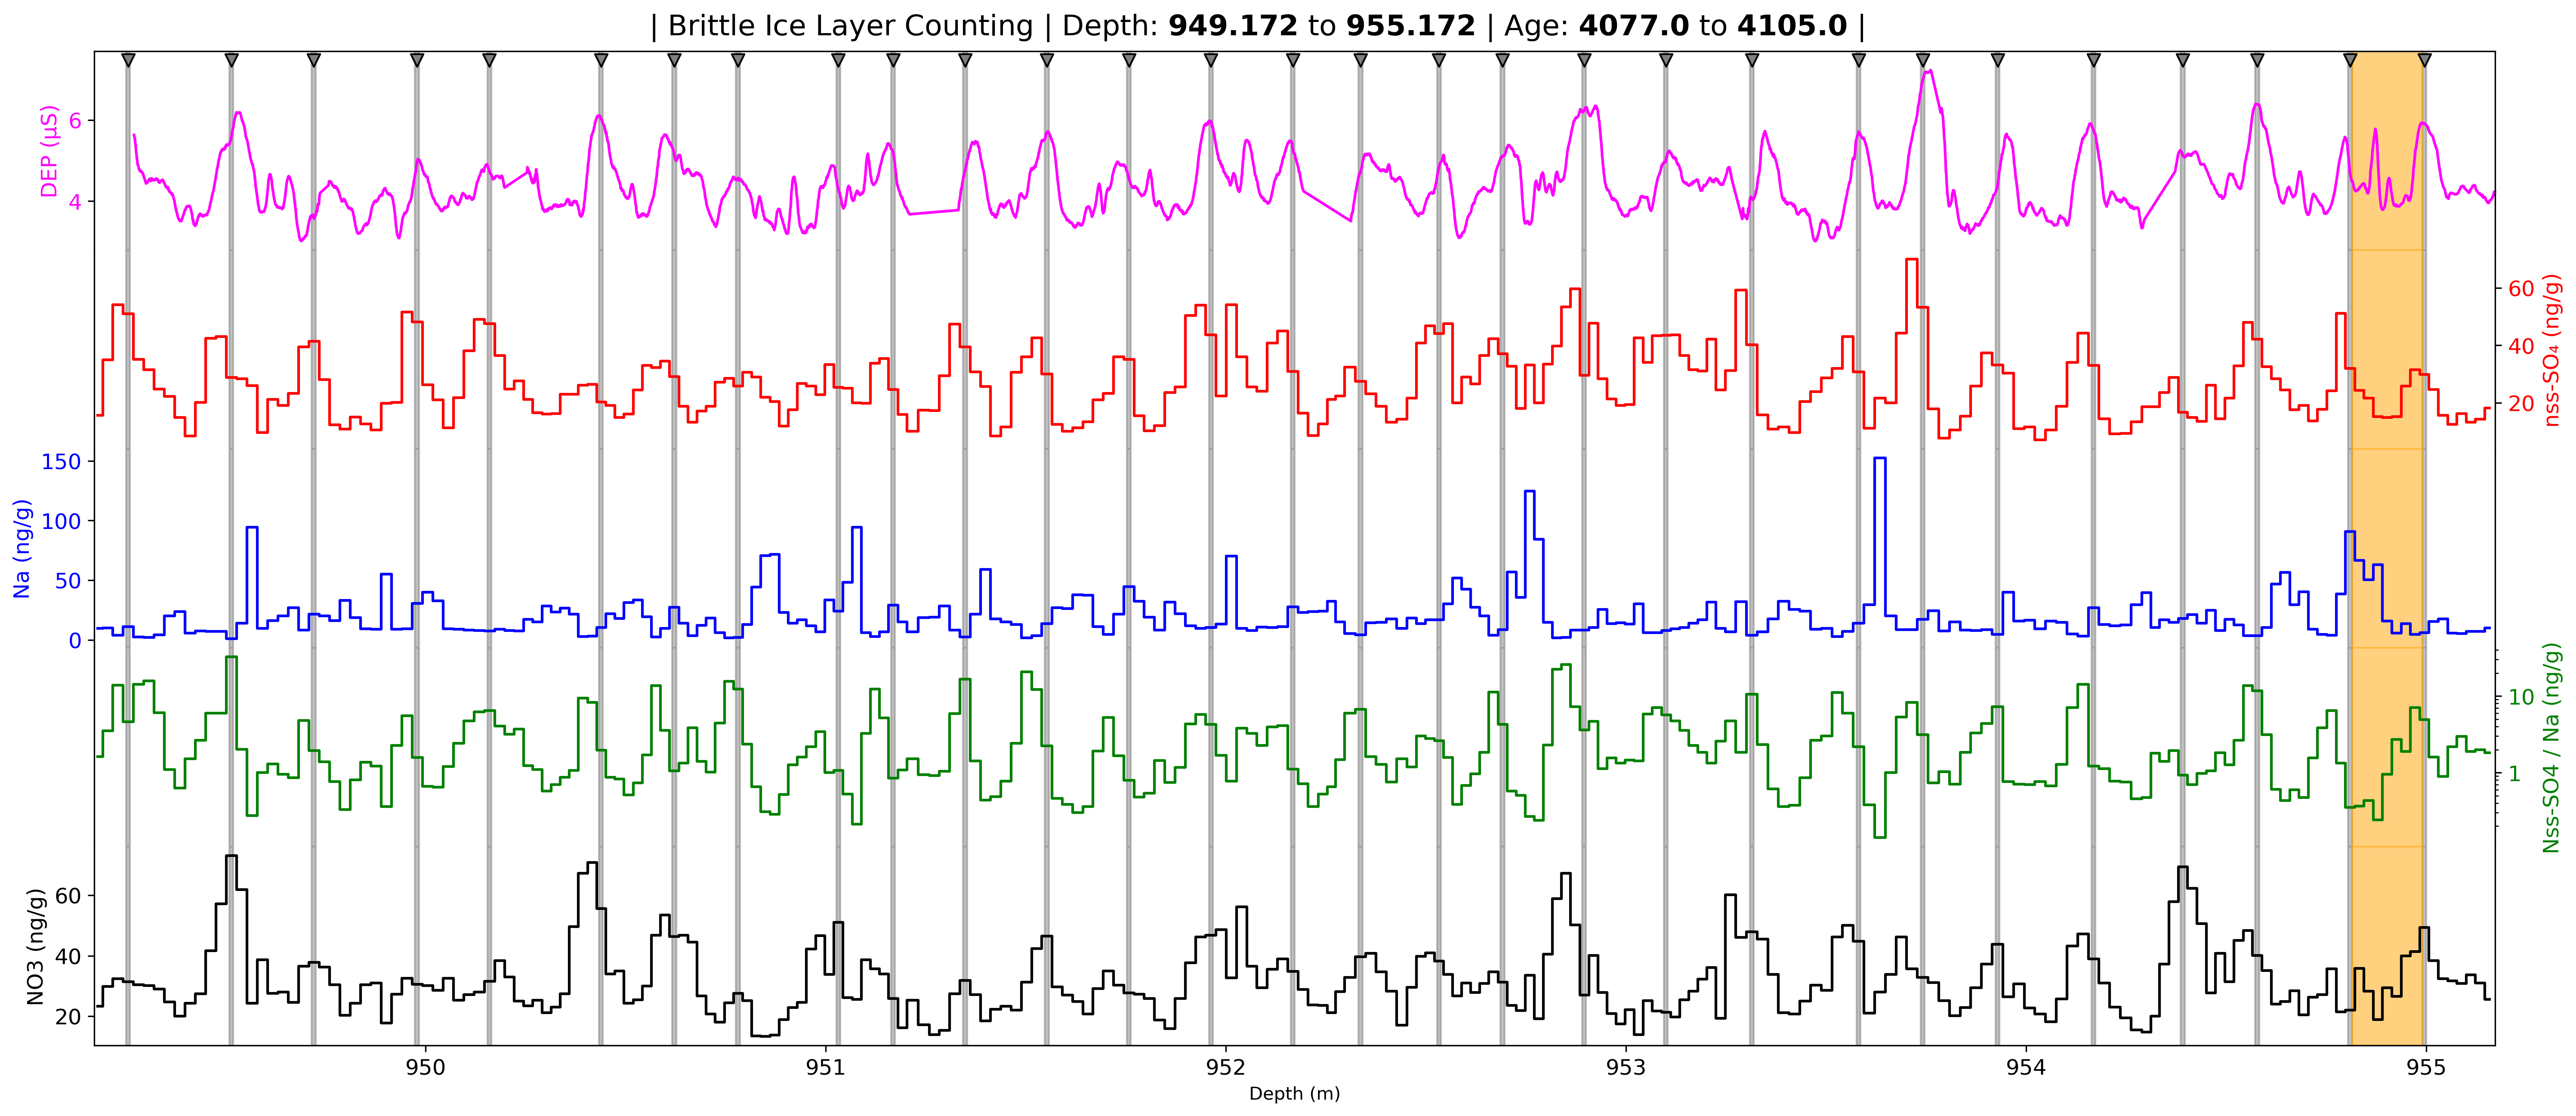 | Brittle Ice Layer Counting | Depth: 949.172 to 955.172 | Age: 4077.0 to 4105.0 |
DEP (µS)
6
4
nss-SO₄ (ng/g)
60
40
20
Na (ng/g)
150
100
50
0
Nss-SO4 / Na (ng/g)
10
1
NO3 (ng/g)
60
40
20
950
951
952
953
954
955
Depth (m)